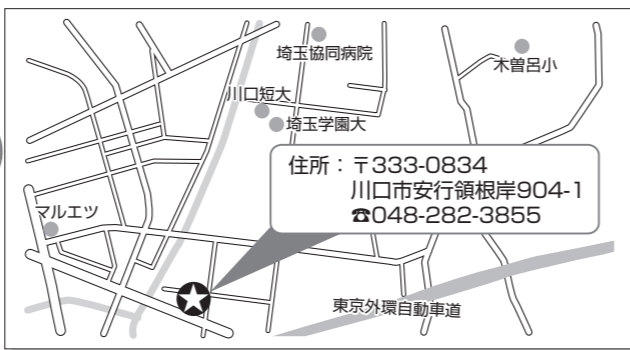 埼玉協同病院
木曽呂小
川口短大
埼玉学園大
住所：〒333-0834
川口市安行領根岸904-1
☎048-282-3855
マルエツ
東京外環自動車道